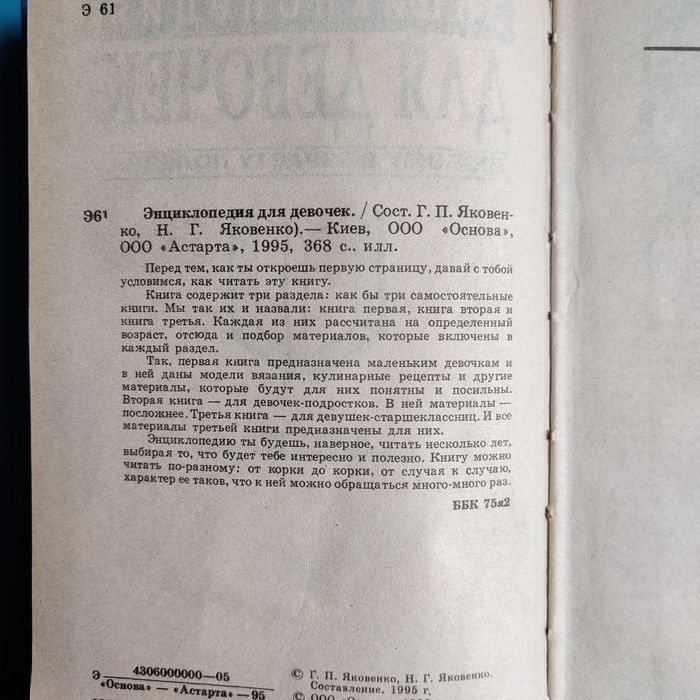 Э 61
Э61 Энциклопедия для девочек. / Сост. Г. П. Яковен-
ко, Н. Г. Яковенко).— Киев, ООО «Основа»,
ООО «Астарта», 1995, 368 с.. илл.
Перед тем, как ты откроешь первую страницу, давай с тобой
условимся, как читать эту книгу.
Книга содержит три раздела: как бы три самостоятельные
книги. Мы так их и назвали: книга первая, книга вторая и
книга третья. Каждая из них рассчитана на определенный
возраст, отсюда и подбор материалов, которые включены в
каждый раздел.
Так, первая книга предназначена маленьким девочкам и
в ней даны модели вязания, кулинарные рецепты и другие
материалы, которые будут для них понятны и посильны.
Вторая книга — для девочек-подростков. В ней материалы —
посложнее. Третья книга — для девушек-старшеклассниц. И все
материалы третьей книги предназначены для них.
Энциклопедию ты будешь, наверное, читать несколько лет,
выбирая то, что будет тебе интересно и полезно. Книгу можно
читать по-разному: от корки до корки, от случая к случаю,
характер ее таков, что к ней можно обращаться много-много раз.
ББК 75я2
Э 4306000000—05
«Основа» — «Астарта» —95
© Г. П. Яковенко, Н. Г. Яковенко.
Составление. 1995 г.
© ООО